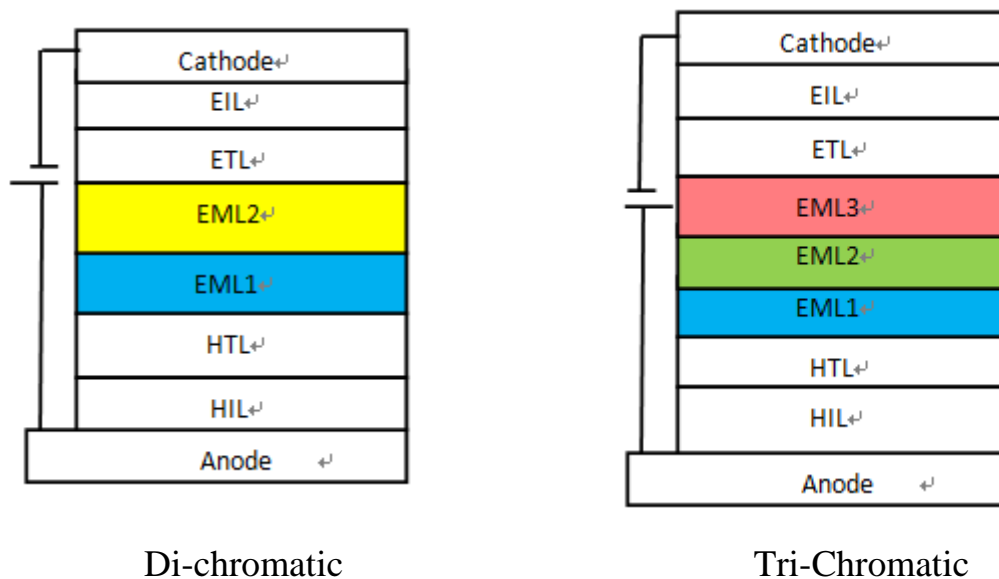 Cathode↵
EIL↵
ETL↵
EML2↵
EML1↵
HTL↵
HIL↵
Anode ↵
Di-chromatic
Cathode↵
EIL↵
ETL↵
EML3↵
EML2↵
EML1↵
HTL↵
HIL↵
Anode ↵
Tri-Chromatic